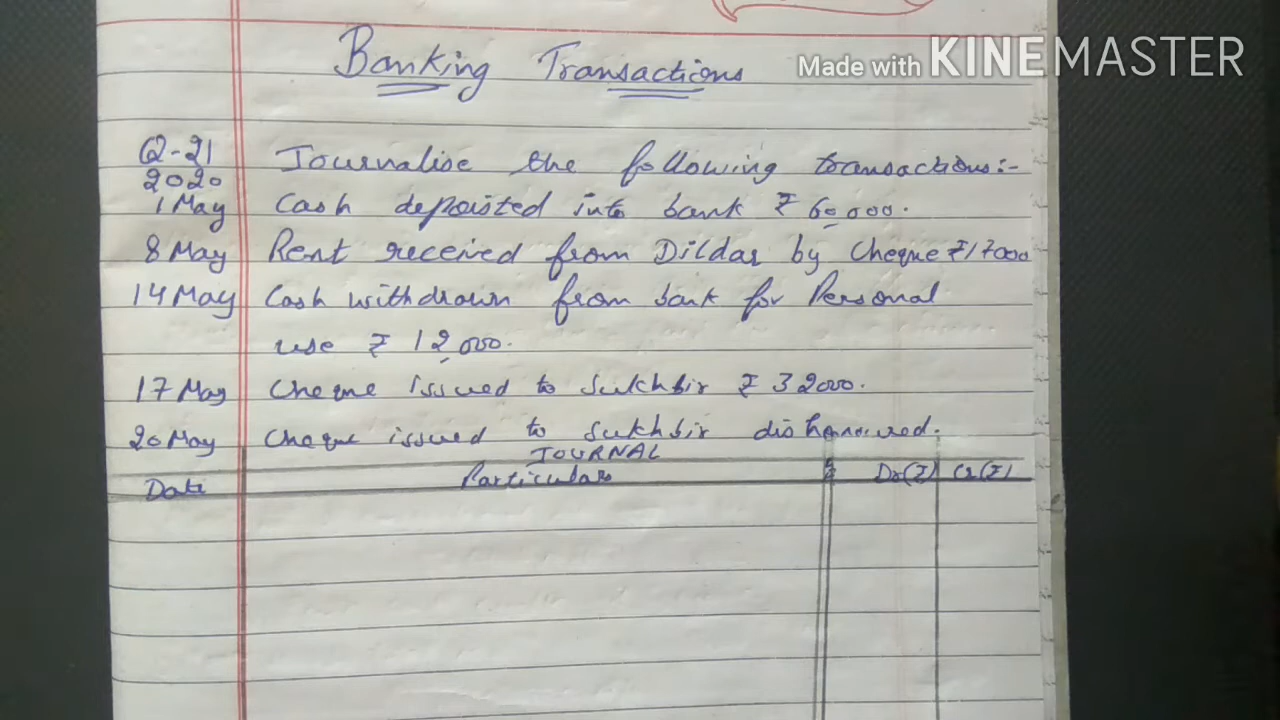 Made with KINEMASTER
Banking Transactions
Q-21 Journalise the following transactions:-
2020
1 May Cash deposited into bank ₹ 60,000.
8 May Rent received from Dildar by Cheque ₹17000
14 May Cash withdrawn from bank for Personal
use ₹ 12,000.
17 May Cheque issued to Sukhbir ₹ 32000.
20 May Cheque issued to Sukhbir dishonoured.
JOURNAL
Date Particulars Dr(₹) Cr(₹)